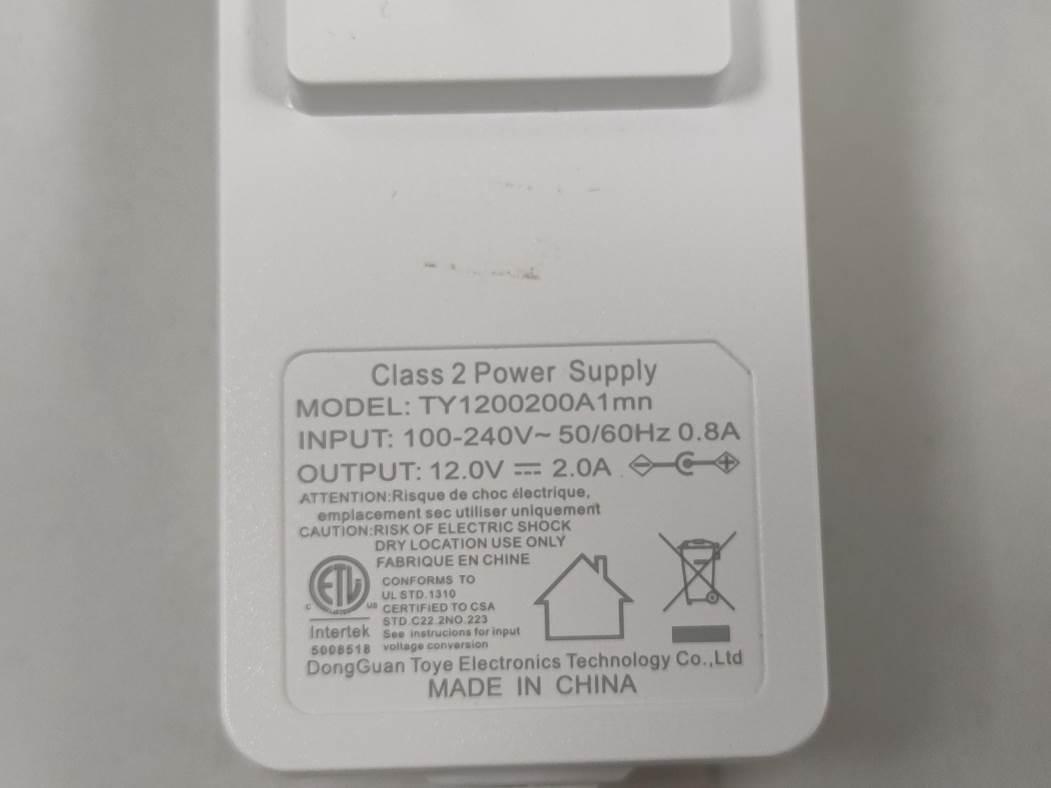 Class 2 Power Supply
MODEL: TY1200200A1mn
INPUT: 100-240V~ 50/60Hz 0.8A
OUTPUT: 12.0V ⎓ 2.0A
ATTENTION:Risque de choc électrique,
emplacement sec utiliser uniquement
CAUTION:RISK OF ELECTRIC SHOCK
DRY LOCATION USE ONLY
FABRIQUE EN CHINE
ETL
C US
Intertek
5008518
CONFORMS TO
UL STD.1310
CERTIFIED TO CSA
STD.C22.2NO.223
See instrucions for input
voltage conversion
DongGuan Toye Electronics Technology Co.,Ltd
MADE IN CHINA